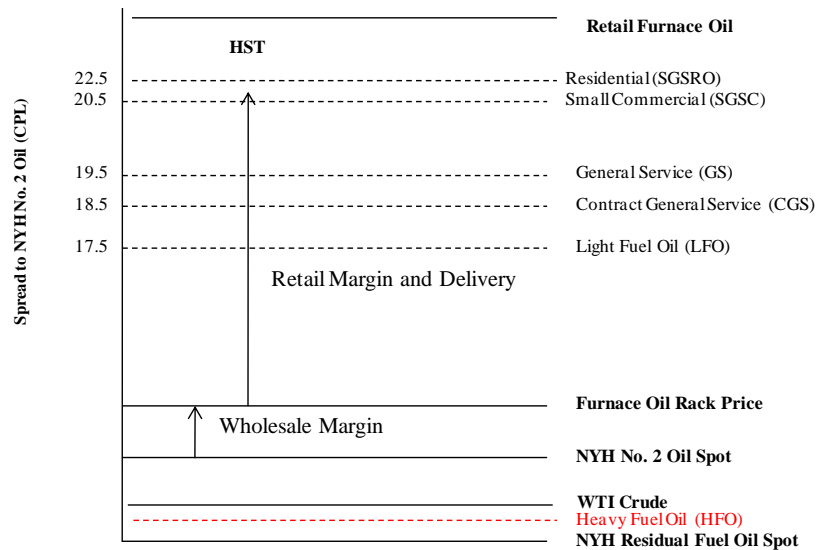 Retail Furnace Oil
HST
22.5
Residential (SGSRO)
20.5
Small Commercial (SGSC)
19.5
General Service (GS)
18.5
Contract General Service (CGS)
17.5
Light Fuel Oil (LFO)
Spread to NYH No. 2 Oil (CPL)
Retail Margin and Delivery
Furnace Oil Rack Price
Wholesale Margin
NYH No. 2 Oil Spot
WTI Crude
Heavy Fuel Oil (HFO)
NYH Residual Fuel Oil Spot